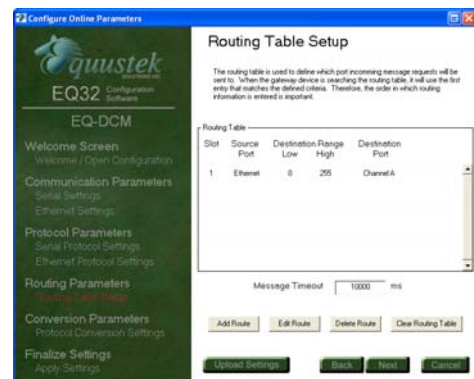 Configure Online Parameters
Equustek
SOLUTIONS INC.
EQ32 Configuration Software
EQ-DCM
Welcome Screen
Welcome / Open Configuration
Communication Parameters
Serial Settings
Ethernet Settings
Protocol Parameters
Serial Protocol Settings
Ethernet Protocol Settings
Routing Parameters
Routing Table Setup
Conversion Parameters
Protocol Conversion Settings
Finalize Settings
Apply Settings
Routing Table Setup
The routing table is used to define which port incomming message requests will be
sent to. When the gateway device is searching the routing table, it will use the first
entry that matches the defined criteria. Therefore, the order in which routing
information is entered is important.
Routing Table
Slot Source Port Destination Range Low High Destination Port
1 Ethernet 0 255 Channel A
Message Timeout 10000 ms
Add Route Edit Route Delete Route Clear Routing Table
Upload Settings Back Next Cancel